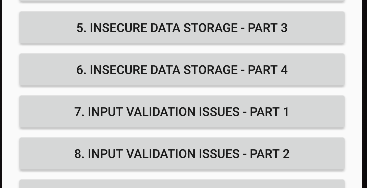 5. INSECURE DATA STORAGE - PART 3
6. INSECURE DATA STORAGE - PART 4
7. INPUT VALIDATION ISSUES - PART 1
8. INPUT VALIDATION ISSUES - PART 2